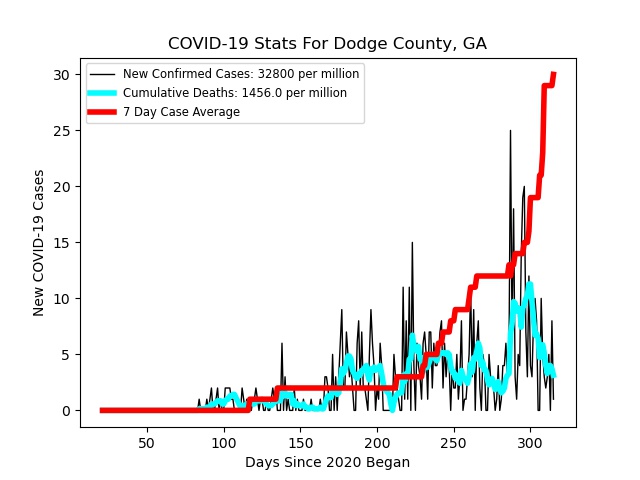 COVID-19 Stats For Dodge County, GA
New Confirmed Cases: 32800 per million
Cumulative Deaths: 1456.0 per million
7 Day Case Average
New COVID-19 Cases
30
25
20
15
10
5
0
50 100 150 200 250 300
Days Since 2020 Began